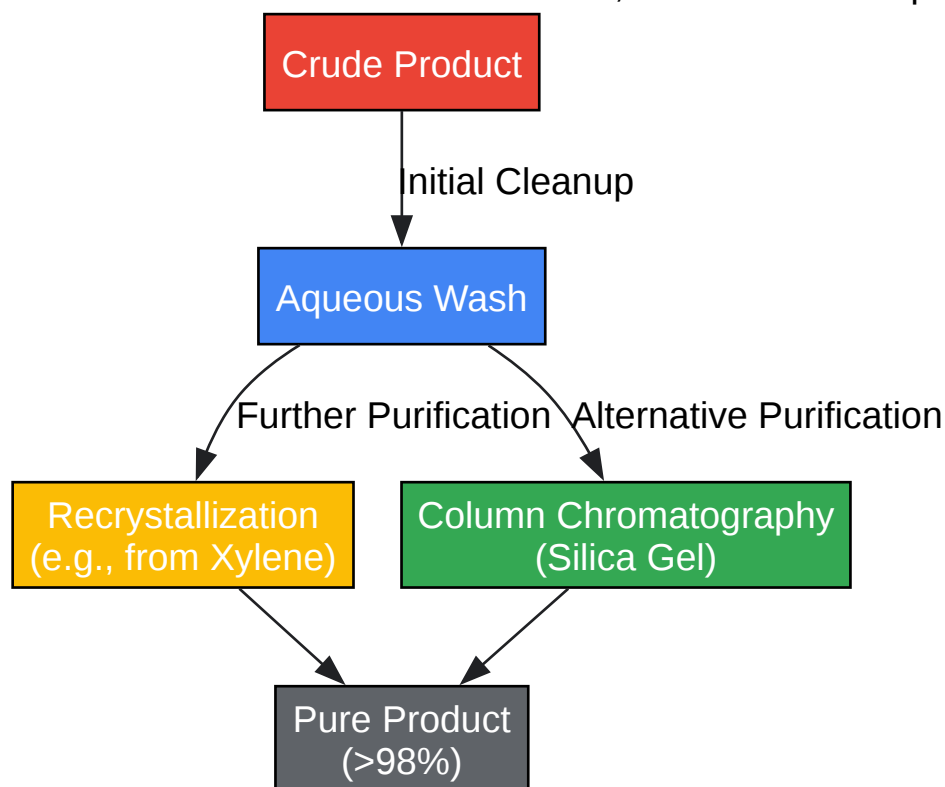 Crude Product
Initial Cleanup
Aqueous Wash
Further Purification
Alternative Purification
Recrystallization
(e.g., from Xylene)
Column Chromatography
(Silica Gel)
Pure Product
(>98%)